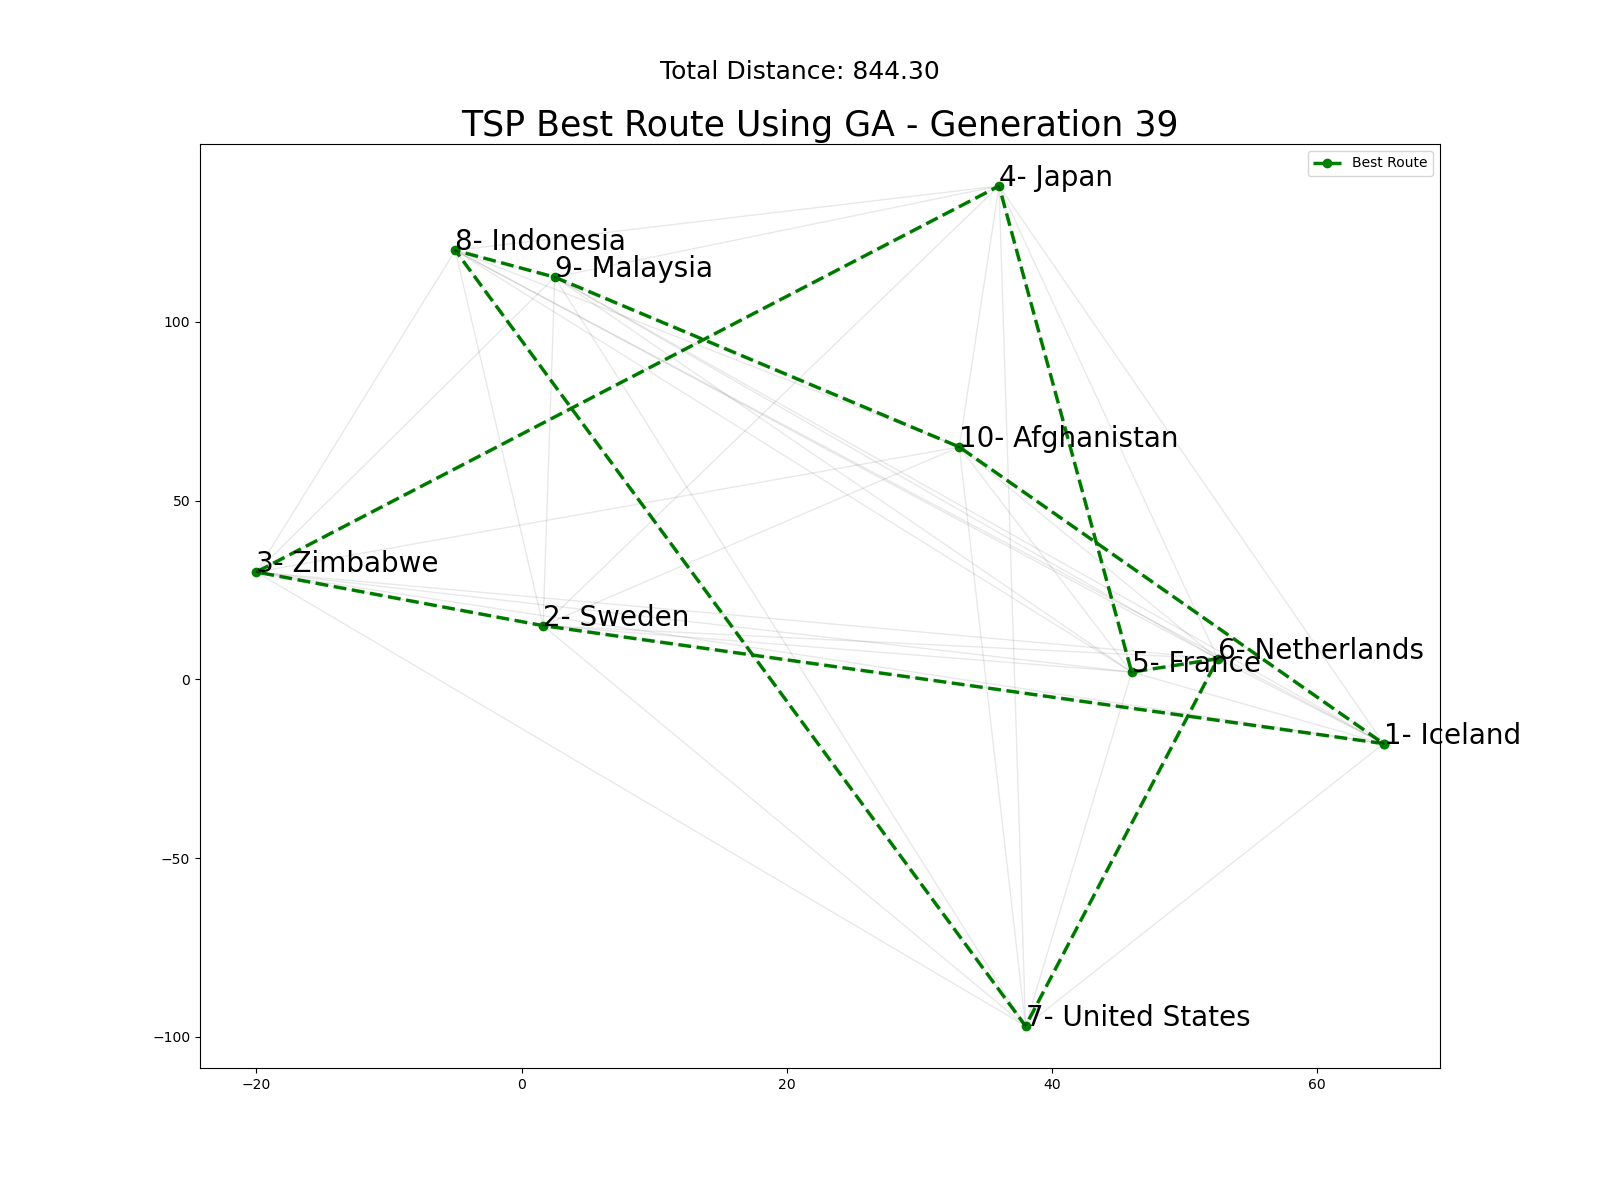 Total Distance: 844.30
TSP Best Route Using GA - Generation 39
Best Route
4- Japan
8- Indonesia
9- Malaysia
10- Afghanistan
3- Zimbabwe
2- Sweden
6- Netherlands
5- France
1- Iceland
7- United States
100
50
0
−50
−100
−20
0
20
40
60